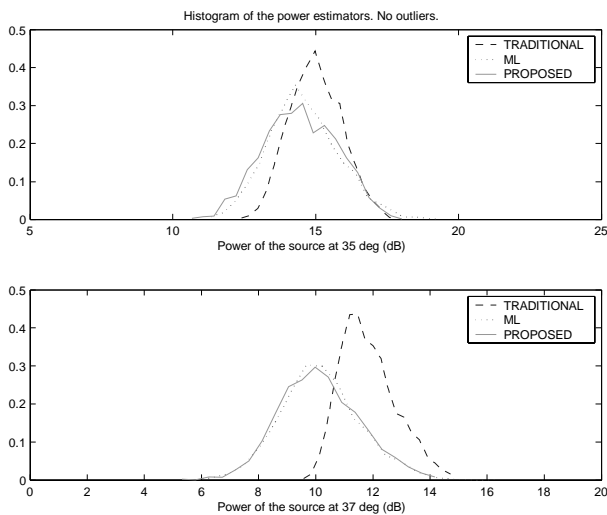 Histogram of the power estimators. No outliers.
0.5
0.4
0.3
0.2
0.1
0
TRADITIONAL
ML
PROPOSED
5 10 15 20 25
Power of the source at 35 deg (dB)
0.5
0.4
0.3
0.2
0.1
0
TRADITIONAL
ML
PROPOSED
0 2 4 6 8 10 12 14 16 18 20
Power of the source at 37 deg (dB)